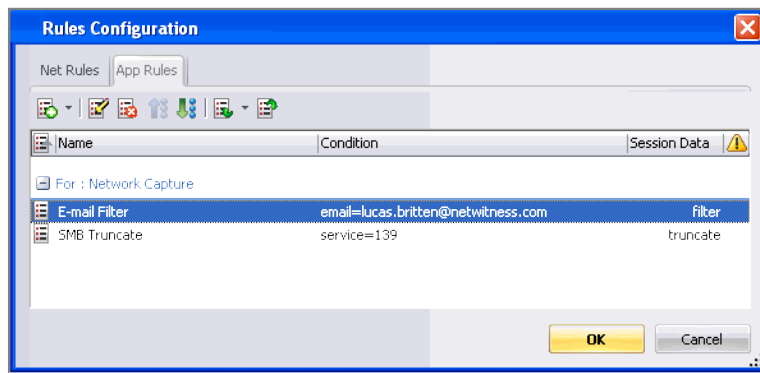 Rules Configuration
Net Rules App Rules
Name Condition Session Data
For : Network Capture
E-mail Filter email=lucas.britten@netwitness.com filter
SMB Truncate service=139 truncate
OK Cancel